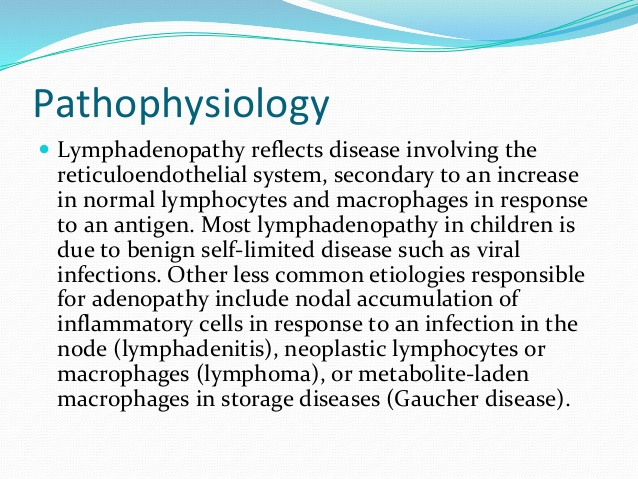 Pathophysiology
• Lymphadenopathy reflects disease involving the
reticuloendothelial system, secondary to an increase
in normal lymphocytes and macrophages in response
to an antigen. Most lymphadenopathy in children is
due to benign self-limited disease such as viral
infections. Other less common etiologies responsible
for adenopathy include nodal accumulation of
inflammatory cells in response to an infection in the
node (lymphadenitis), neoplastic lymphocytes or
macrophages (lymphoma), or metabolite-laden
macrophages in storage diseases (Gaucher disease).